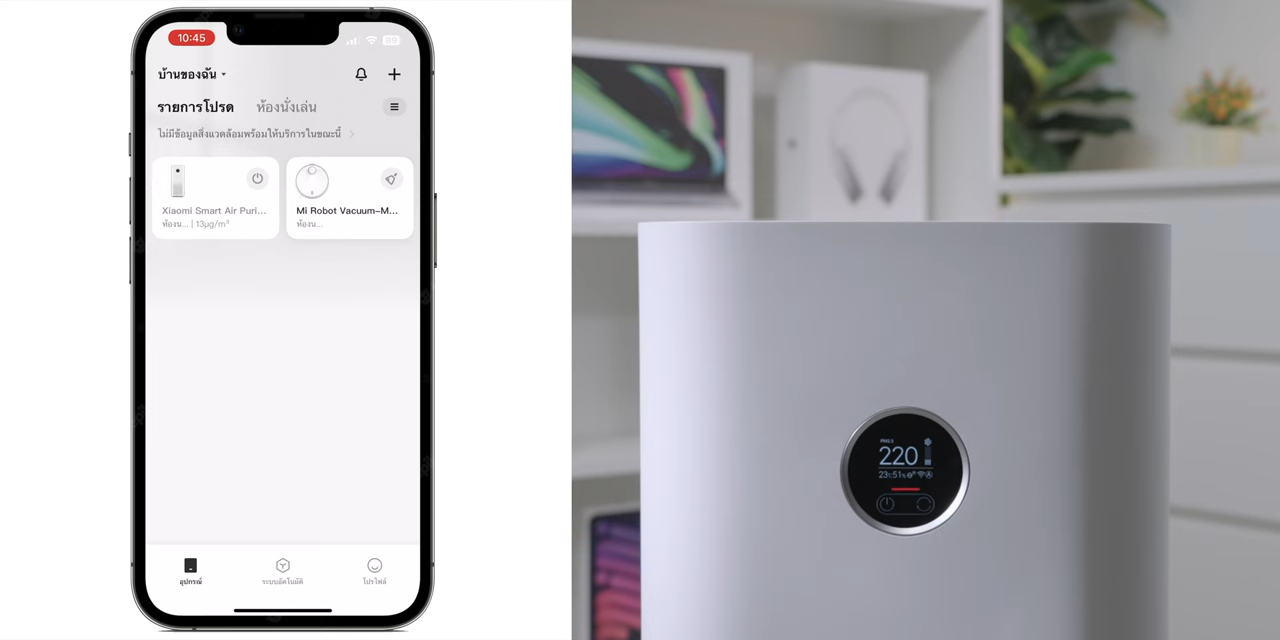 10:45
89
บ้านของฉัน
รายการโปรด ห้องนั่งเล่น
ไม่มีข้อมูลสิ่งแวดล้อมพร้อมให้บริการในขณะนี้
Xiaomi Smart Air Puri...
ห้องน... | 13µg/m³
Mi Robot Vacuum-M...
ห้องน...
อุปกรณ์
ระบบอัตโนมัติ
โปรไฟล์
PM2.5
220
23℃ 51%